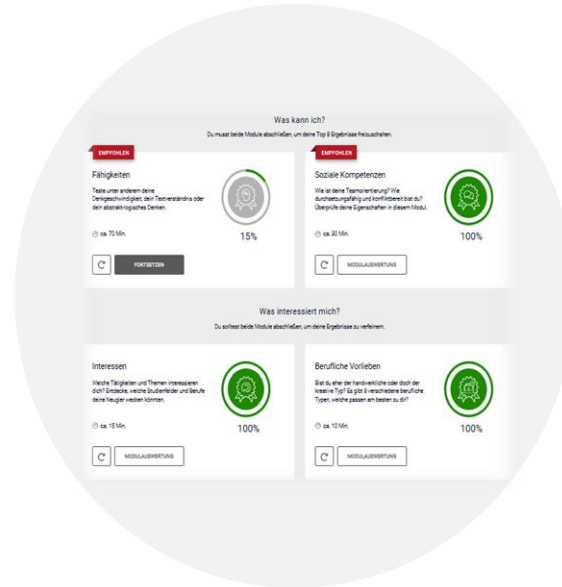 Was kann ich?
Du musst beide Module abschließen, um deine Top 8 Ergebnisse freizuschalten.
EMPFOHLEN
Fähigkeiten
Teste unter anderem deine
Denkgeschwindigkeit, dein Textverständnis oder
dein abstrakt-logisches Denken.
ca. 70 Min.
15%
FORTSETZEN
EMPFOHLEN
Soziale Kompetenzen
Wie ist deine Teamorientierung? Wie
durchsetzungsfähig und konfliktbereit bist du?
Überprüfe deine Eigenschaften in diesem Modul.
ca. 30 Min.
100%
MODULAUSWERTUNG
Was interessiert mich?
Du solltest beide Module abschließen, um deine Ergebnisse zu verfeinern.
Interessen
Welche Tätigkeiten und Themen interessieren
dich? Entdecke, welche Studienfelder und Berufe
deine Neugier wecken könnten.
ca. 15 Min.
100%
MODULAUSWERTUNG
Berufliche Vorlieben
Bist du eher der handwerkliche oder doch der
kreative Typ? Es gibt 8 verschiedene berufliche
Typen, welche passen am besten zu dir?
ca. 10 Min.
100%
MODULAUSWERTUNG